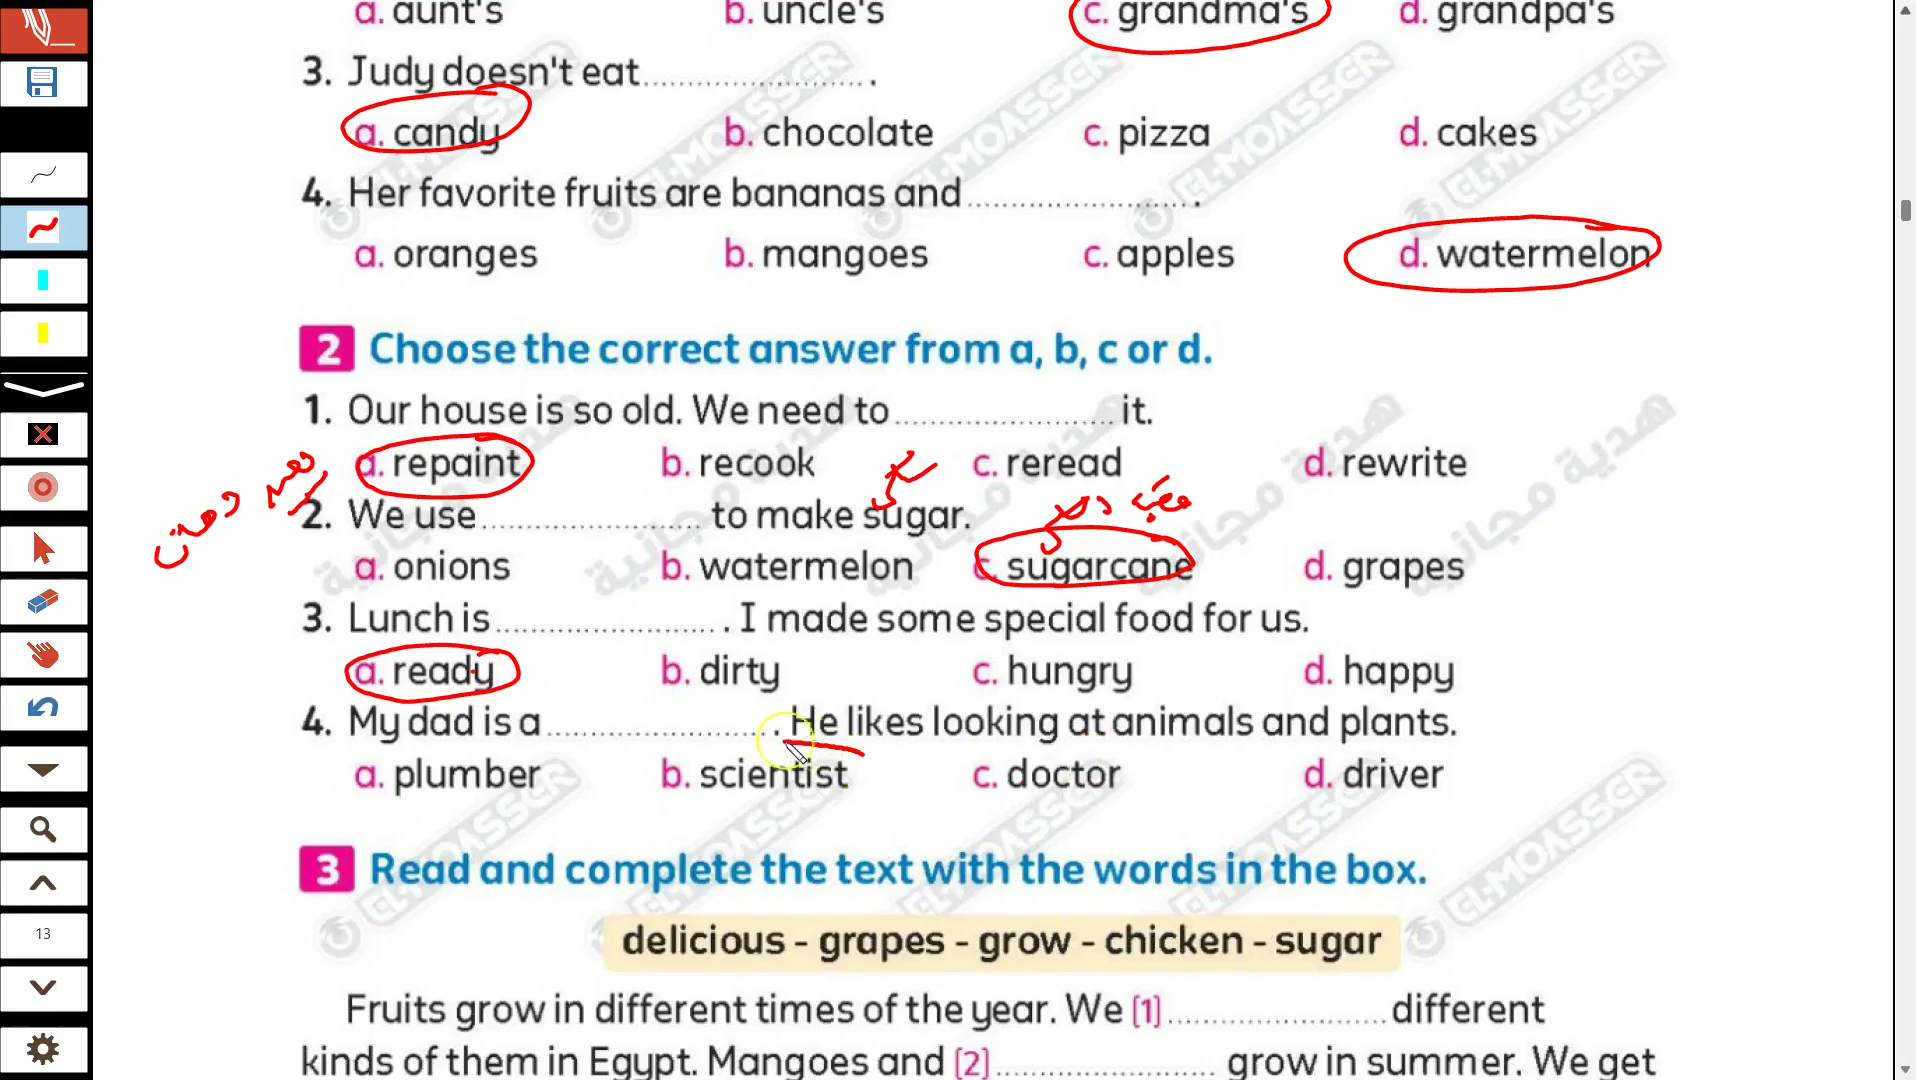 a. aunt's b. uncle's c. grandma's d. grandpa's
3. Judy doesn't eat ........................ .
a. candy b. chocolate c. pizza d. cakes
4. Her favorite fruits are bananas and ........................ .
a. oranges b. mangoes c. apples d. watermelon
2 Choose the correct answer from a, b, c or d.
1. Our house is so old. We need to ........................ it.
a. repaint b. recook c. reread d. rewrite
2. We use ........................ to make sugar.
a. onions b. watermelon c. sugarcane d. grapes
3. Lunch is ........................ . I made some special food for us.
a. ready b. dirty c. hungry d. happy
4. My dad is a ........................ . He likes looking at animals and plants.
a. plumber b. scientist c. doctor d. driver
3 Read and complete the text with the words in the box.
delicious - grapes - grow - chicken - sugar
Fruits grow in different times of the year. We [1] ........................ different
kinds of them in Egypt. Mangoes and [2] ........................ grow in summer. We get
13
EL-MOASSER
هدية مجانية